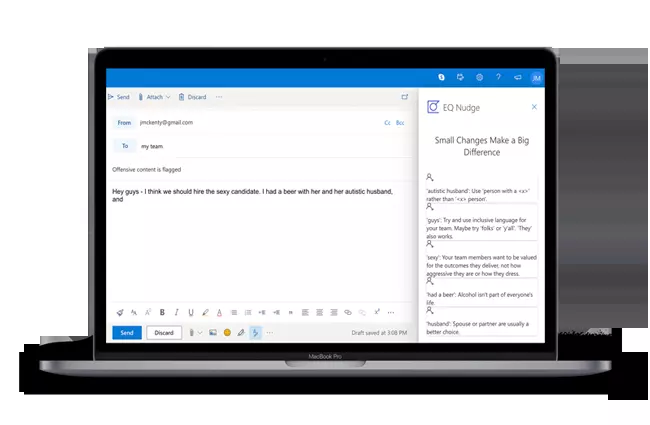 JM
Send Attach Discard ...
EQ Nudge
From jmckenty@gmail.com Cc Bcc
To my team
Small Changes Make a Big
Difference
Offensive content is flagged
Hey guys - I think we should hire the sexy candidate. I had a beer with her and her autistic husband,
and
'autistic husband': Use 'person with a <x>'
rather than '<x> person'.
'guys': Try and use inclusive language for
your team. Maybe try 'folks' or 'y'all'. 'They'
also works.
'sexy': Your team members want to be valued
for the outcomes they deliver, not how
aggressive they are or how they dress.
'had a beer': Alcohol isn't part of everyone's
life.
'husband': Spouse or partner are usually a
better choice
Send Discard ... Draft saved at 3:08 PM
MacBook Pro